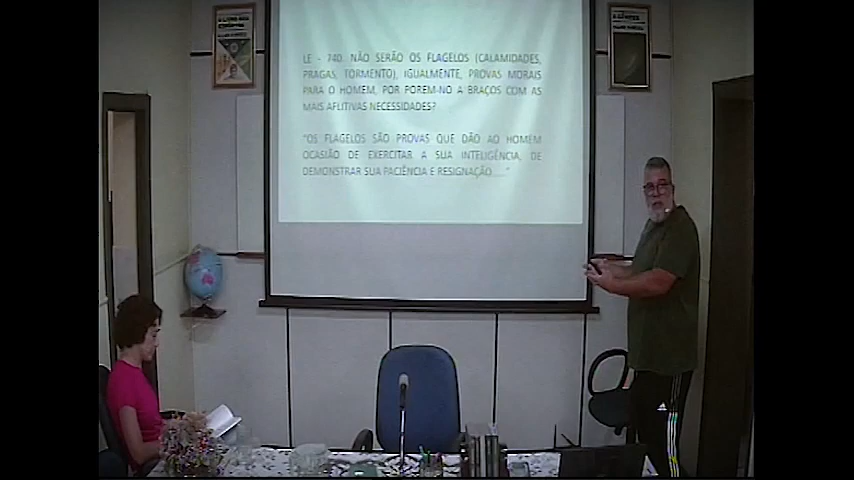 LE - 740. NÃO SERÃO OS FLAGELOS (CALAMIDADES,
PRAGAS, TORMENTO), IGUALMENTE, PROVAS MORAIS
PARA O HOMEM, POR POREM-NO A BRAÇOS COM AS
MAIS AFLITIVAS NECESSIDADES?
"OS FLAGELOS SÃO PROVAS QUE DÃO AO HOMEM
OCASIÃO DE EXERCITAR A SUA INTELIGÊNCIA, DE
DEMONSTRAR SUA PACIÊNCIA E RESIGNAÇÃO....."